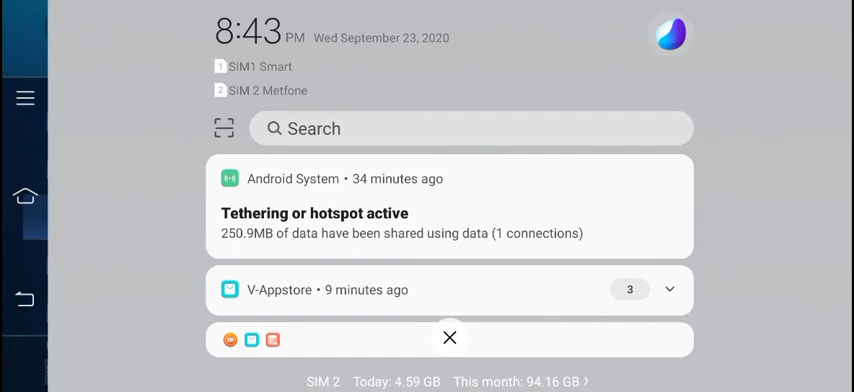 8:43 PM Wed September 23, 2020
1 SIM1 Smart
2 SIM 2 Metfone
Search
Android System • 34 minutes ago
Tethering or hotspot active
250.9MB of data have been shared using data (1 connections)
V-Appstore • 9 minutes ago 3
SIM 2 Today: 4.59 GB This month: 94.16 GB >